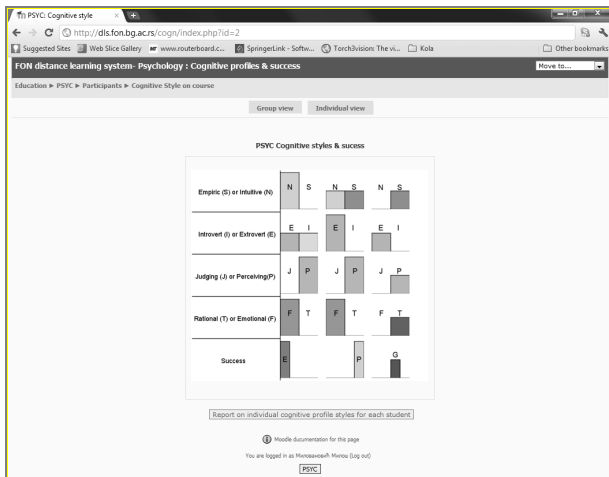 PSYC: Cognitive style
http://dls.fon.bg.ac.rs/cogn/index.php?id=2
Suggested Sites Web Slice Gallery www.routerboard.c... SpringerLink - Softw... Torch3vision: The vi... Kola Other bookmarks
FON distance learning system- Psychology : Cognitive profiles & success Move to...
Education ► PSYC ► Participants ► Cognitive Style on course
Group view Individual view
PSYC Cognitive styles & sucess
Empiric (S) or Intuitive (N) N S N S N S
Introvert (I) or Extrovert (E) E I E I E I
Judging (J) or Perceiving(P) J P J P J P
Rational (T) or Emotional (F) F T F T F T
Success E P G
Report on individual cognitive profile styles for each student
Moodle documentation for this page
You are logged in as Миловановић Милош (Log out)
PSYC